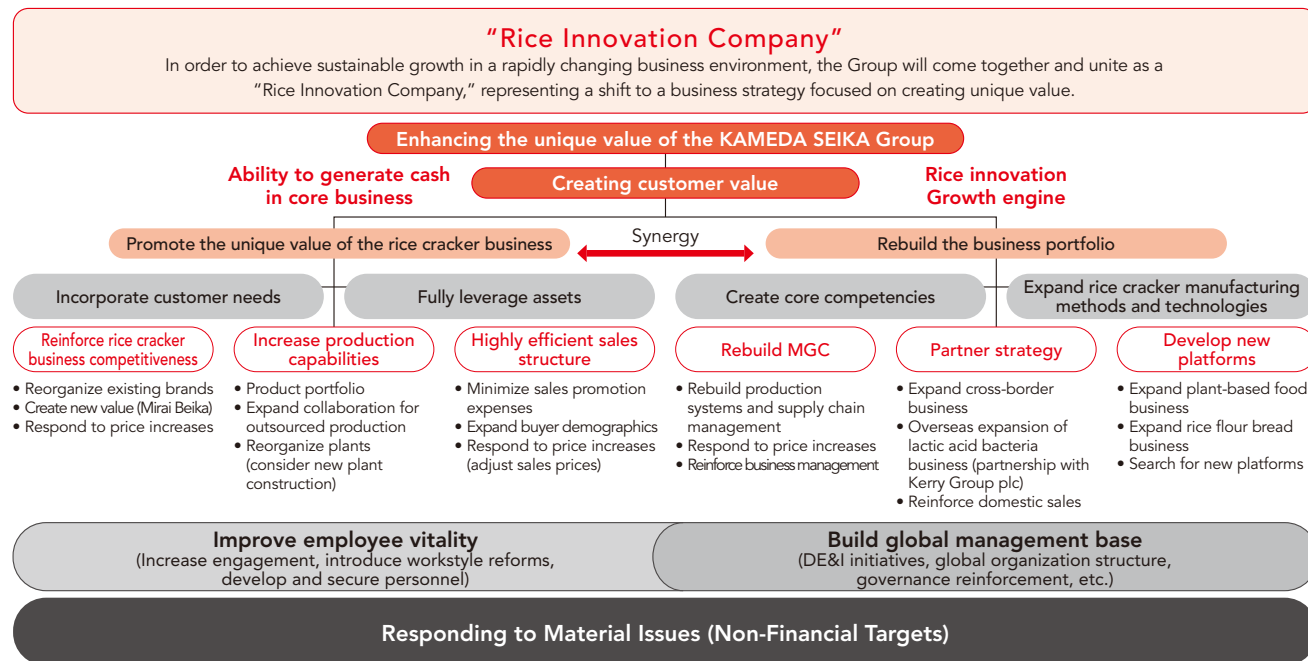 “Rice Innovation Company”
In order to achieve sustainable growth in a rapidly changing business environment, the Group will come together and unite as a
“Rice Innovation Company,” representing a shift to a business strategy focused on creating unique value.
Enhancing the unique value of the KAMEDA SEIKA Group
Ability to generate cash
in core business
Creating customer value
Rice innovation
Growth engine
Promote the unique value of the rice cracker business
Synergy
Rebuild the business portfolio
Incorporate customer needs
Fully leverage assets
Create core competencies
Expand rice cracker manufacturing
methods and technologies
Reinforce rice cracker
business competitiveness
• Reorganize existing brands
• Create new value (Mirai Beika)
• Respond to price increases
Increase production
capabilities
• Product portfolio
• Expand collaboration for
outsourced production
• Reorganize plants
(consider new plant
construction)
Highly efficient sales
structure
• Minimize sales promotion
expenses
• Expand buyer demographics
• Respond to price increases
(adjust sales prices)
Rebuild MGC
• Rebuild production
systems and supply chain
management
• Respond to price increases
• Reinforce business management
Partner strategy
• Expand cross-border
business
• Overseas expansion of
lactic acid bacteria
business (partnership with
Kerry Group plc)
• Reinforce domestic sales
Develop new
platforms
• Expand plant-based food
business
• Expand rice flour bread
business
• Search for new platforms
Improve employee vitality
(Increase engagement, introduce workstyle reforms,
develop and secure personnel)
Build global management base
(DE&I initiatives, global organization structure,
governance reinforcement, etc.)
Responding to Material Issues (Non-Financial Targets)